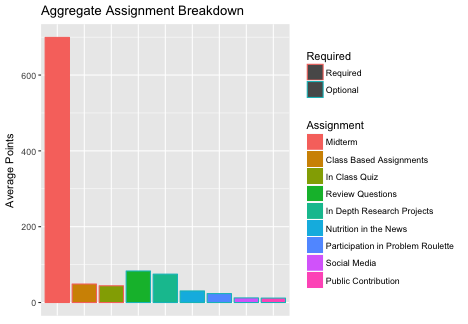 Aggregate Assignment Breakdown
Average Points
600
400
200
0
Required
Required
Optional
Assignment
Midterm
Class Based Assignments
In Class Quiz
Review Questions
In Depth Research Projects
Nutrition in the News
Participation in Problem Roulette
Social Media
Public Contribution